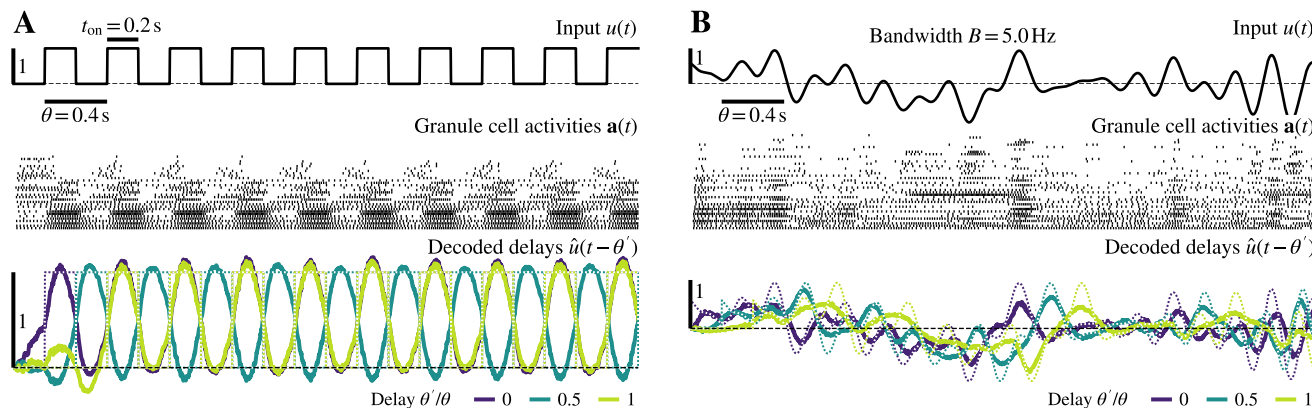 A
t_on = 0.2 s
Input u(t)
1
θ = 0.4 s
Granule cell activities a(t)
Decoded delays û(t − θ′)
1
Delay θ′/θ 0 0.5 1
B
Bandwidth B = 5.0 Hz
Input u(t)
1
θ = 0.4 s
Granule cell activities a(t)
Decoded delays û(t − θ′)
1
Delay θ′/θ 0 0.5 1